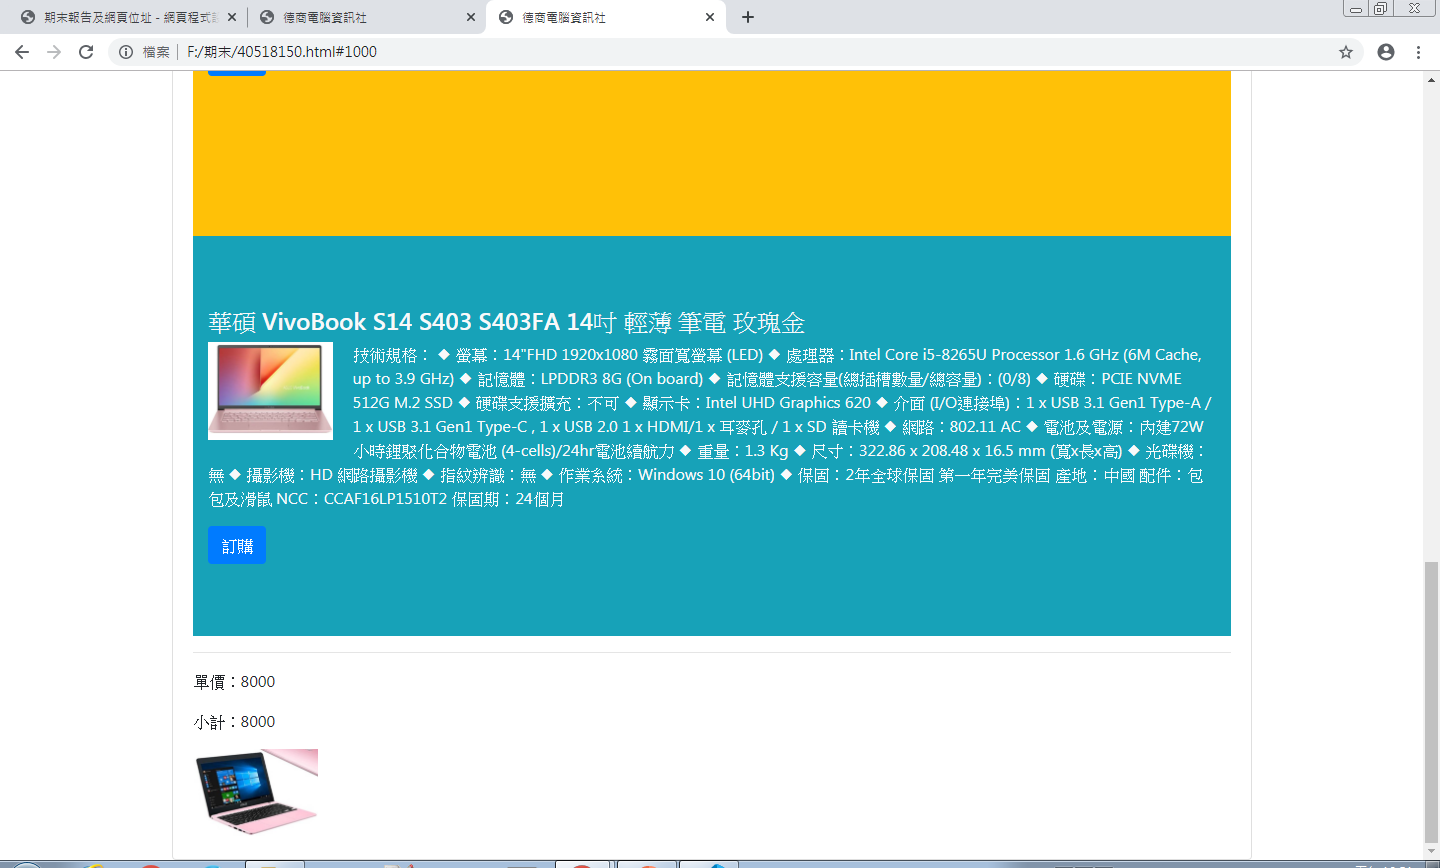 期末報告及網頁位址 - 網頁程式設
德商電腦資訊社
德商電腦資訊社
檔案 | F:/期末/40518150.html#1000
華碩 VivoBook S14 S403 S403FA 14吋 輕薄 筆電 玫瑰金
技術規格： ◆ 螢幕：14"FHD 1920x1080 霧面寬螢幕 (LED) ◆ 處理器：Intel Core i5-8265U Processor 1.6 GHz (6M Cache,
up to 3.9 GHz) ◆ 記憶體：LPDDR3 8G (On board) ◆ 記憶體支援容量(總插槽數量/總容量)：(0/8) ◆ 硬碟：PCIE NVME
512G M.2 SSD ◆ 硬碟支援擴充：不可 ◆ 顯示卡：Intel UHD Graphics 620 ◆ 介面 (I/O連接埠)：1 x USB 3.1 Gen1 Type-A /
1 x USB 3.1 Gen1 Type-C , 1 x USB 2.0 1 x HDMI/1 x 耳麥孔 / 1 x SD 讀卡機 ◆ 網路：802.11 AC ◆ 電池及電源：內建72W
小時鋰聚化合物電池 (4-cells)/24hr電池續航力 ◆ 重量：1.3 Kg ◆ 尺寸：322.86 x 208.48 x 16.5 mm (寬x長x高) ◆ 光碟機：
無 ◆ 攝影機：HD 網路攝影機 ◆ 指紋辨識：無 ◆ 作業系統：Windows 10 (64bit) ◆ 保固：2年全球保固 第一年完美保固 產地：中國 配件：包
包及滑鼠 NCC：CCAF16LP1510T2 保固期：24個月
訂購
單價：8000
小計：8000